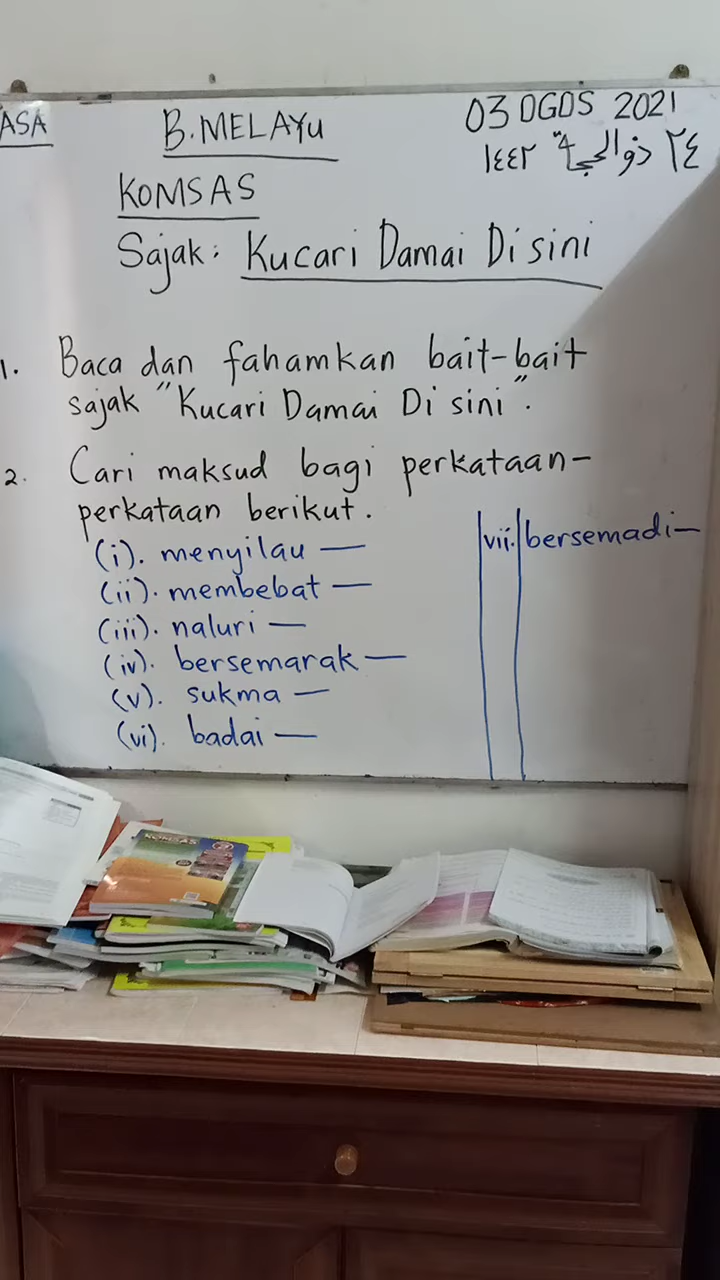 ASA
B.MELAYU
03 OGOS 2021
٢٤ ذوالحجة ١٤٤٢
KOMSAS
Sajak: Kucari Damai Di sini
1. Baca dan fahamkan bait-bait
sajak "Kucari Damai Di sini".
2. Cari maksud bagi perkataan-
perkataan berikut.
(i). menyilau —
(ii). membebat —
(iii). naluri —
(iv). bersemarak —
(v). sukma —
(vi). badai —
vii. bersemadi —
KOMSAS